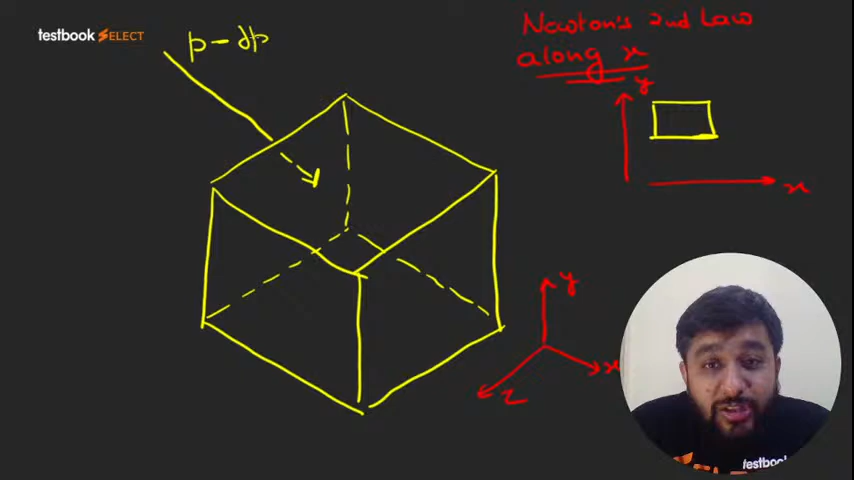 testbook SELECT
p - dp
Newton's 2nd Law
along x
y
x
y
x
z
testbook